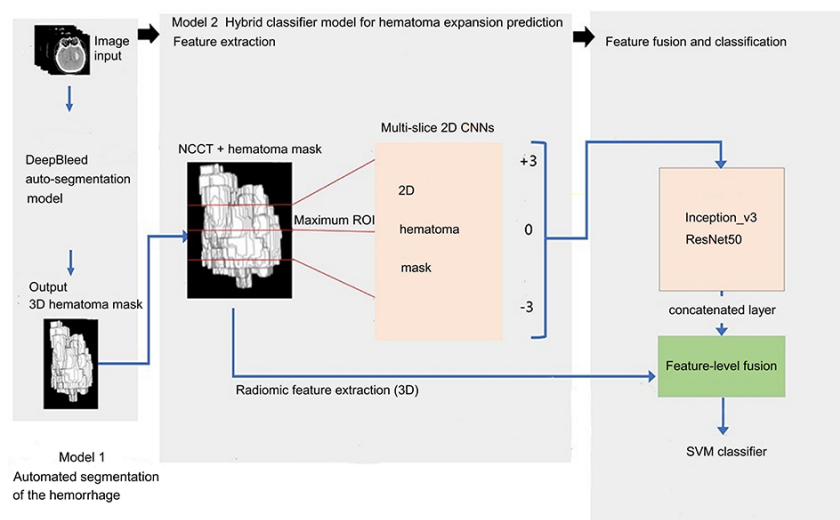 Image
input
DeepBleed
auto-segmentation
model
Output
3D hematoma mask
Model 1
Automated segmentation
of the hemorrhage
Model 2 Hybrid classifier model for hematoma expansion prediction
Feature extraction
NCCT + hematoma mask
Maximum ROI
Multi-slice 2D CNNs
2D
hematoma
mask
+3
0
-3
Radiomic feature extraction (3D)
Feature fusion and classification
Inception_v3
ResNet50
concatenated layer
Feature-level fusion
SVM classifier